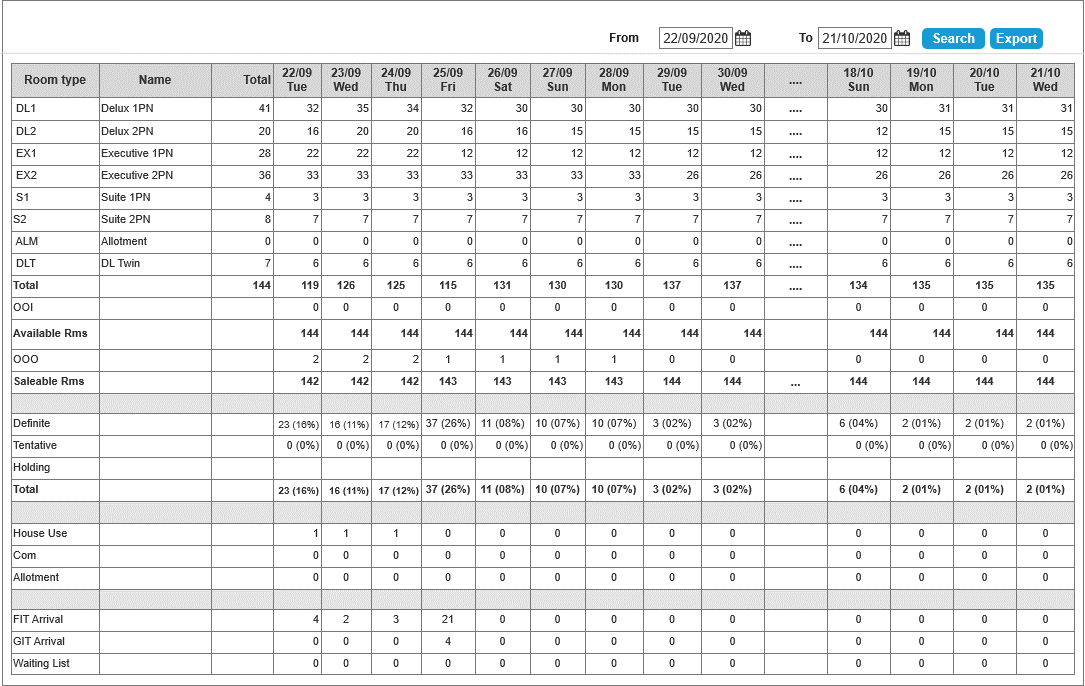 From 22/09/2020 To 21/10/2020 Search Export
Room type Name Total 22/09 Tue 23/09 Wed 24/09 Thu 25/09 Fri 26/09 Sat 27/09 Sun 28/09 Mon 29/09 Tue 30/09 Wed .... 18/10 Sun 19/10 Mon 20/10 Tue 21/10 Wed
DL1 Delux 1PN 41 32 35 34 32 30 30 30 30 30 .... 30 31 31 31
DL2 Delux 2PN 20 16 20 20 16 16 15 15 15 15 .... 12 15 15 15
EX1 Executive 1PN 28 22 22 22 12 12 12 12 12 12 .... 12 12 12 12
EX2 Executive 2PN 36 33 33 33 33 33 33 33 26 26 .... 26 26 26 26
S1 Suite 1PN 4 3 3 3 3 3 3 3 3 3 .... 3 3 3 3
S2 Suite 2PN 8 7 7 7 7 7 7 7 7 7 .... 7 7 7 7
ALM Allotment 0 0 0 0 0 0 0 0 0 0 .... 0 0 0 0
DLT DL Twin 7 6 6 6 6 6 6 6 6 6 .... 6 6 6 6
Total 144 119 126 125 115 131 130 130 137 137 .... 134 135 135 135
OOI 0 0 0 0 0 0 0 0 0 0 0 0 0
Available Rms 144 144 144 144 144 144 144 144 144 144 144 144 144
OOO 2 2 2 1 1 1 1 0 0 0 0 0 0
Saleable Rms 142 142 142 143 143 143 143 144 144 ... 144 144 144 144
Definite 23 (16%) 16 (11%) 17 (12%) 37 (26%) 11 (08%) 10 (07%) 10 (07%) 3 (02%) 3 (02%) 6 (04%) 2 (01%) 2 (01%) 2 (01%)
Tentative 0 (0%) 0 (0%) 0 (0%) 0 (0%) 0 (0%) 0 (0%) 0 (0%) 0 (0%) 0 (0%) 0 (0%) 0 (0%) 0 (0%) 0 (0%)
Holding
Total 23 (16%) 16 (11%) 17 (12%) 37 (26%) 11 (08%) 10 (07%) 10 (07%) 3 (02%) 3 (02%) 6 (04%) 2 (01%) 2 (01%) 2 (01%)
House Use 1 1 1 0 0 0 0 0 0 0 0 0 0
Com 0 0 0 0 0 0 0 0 0 0 0 0 0
Allotment 0 0 0 0 0 0 0 0 0 0 0 0 0
FIT Arrival 4 2 3 21 0 0 0 0 0 0 0 0 0
GIT Arrival 0 0 0 4 0 0 0 0 0 0 0 0 0
Waiting List 0 0 0 0 0 0 0 0 0 0 0 0 0